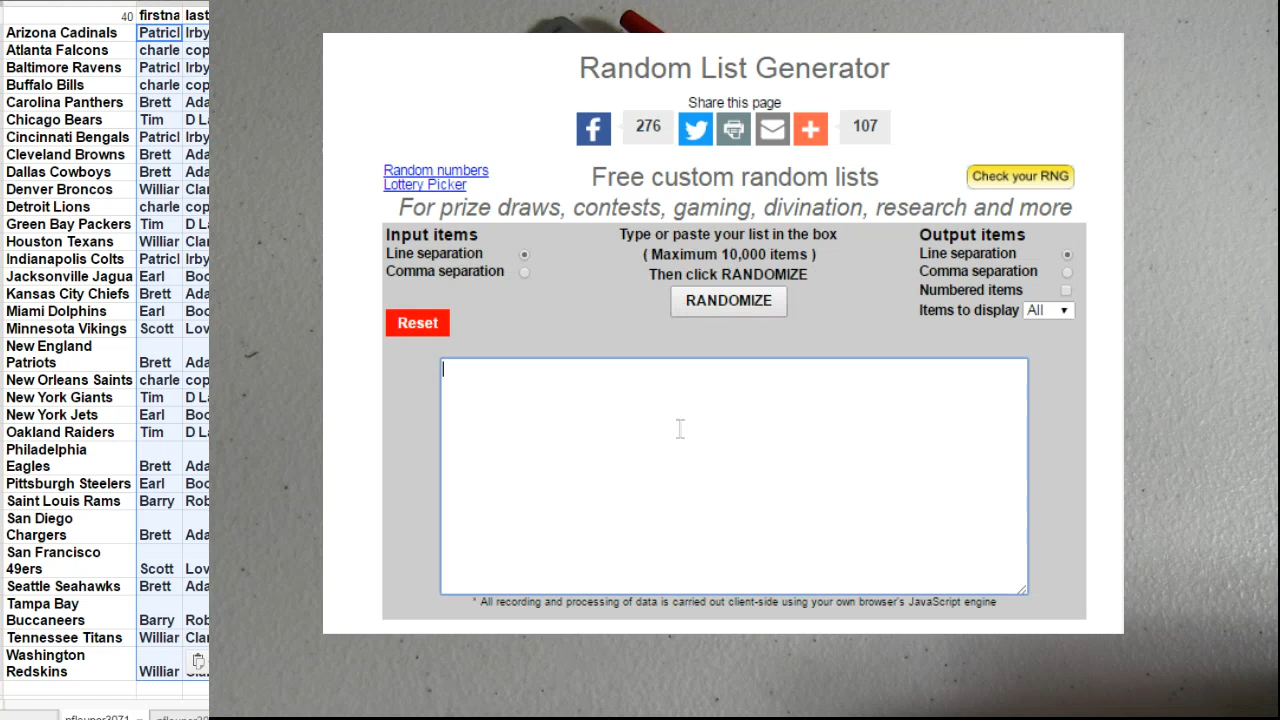 40 firstna last
Arizona Cadinals Patricl Irby
Atlanta Falcons charle cop
Baltimore Ravens Patricl Irby
Buffalo Bills charle cop
Carolina Panthers Brett Ada
Chicago Bears Tim D La
Cincinnati Bengals Patricl Irby
Cleveland Browns Brett Ada
Dallas Cowboys Brett Ada
Denver Broncos Williar Clar
Detroit Lions charle cop
Green Bay Packers Tim D La
Houston Texans Williar Clar
Indianapolis Colts Patricl Irby
Jacksonville Jagua Earl Boo
Kansas City Chiefs Brett Ada
Miami Dolphins Earl Boo
Minnesota Vikings Scott Lov
New England
Patriots Brett Ada
New Orleans Saints charle cop
New York Giants Tim D La
New York Jets Earl Boo
Oakland Raiders Tim D La
Philadelphia
Eagles Brett Ada
Pittsburgh Steelers Earl Boo
Saint Louis Rams Barry Rob
San Diego
Chargers Brett Ada
San Francisco
49ers Scott Lov
Seattle Seahawks Brett Ada
Tampa Bay
Buccaneers Barry Rob
Tennessee Titans Williar Clar
Washington
Redskins Williar
Random List Generator
Share this page
276 107
Random numbers
Lottery Picker
Free custom random lists
Check your RNG
For prize draws, contests, gaming, divination, research and more
Input items
Line separation
Comma separation
Reset
Type or paste your list in the box
( Maximum 10,000 items )
Then click RANDOMIZE
RANDOMIZE
Output items
Line separation
Comma separation
Numbered items
Items to display All
* All recording and processing of data is carried out client-side using your own browser's JavaScript engine